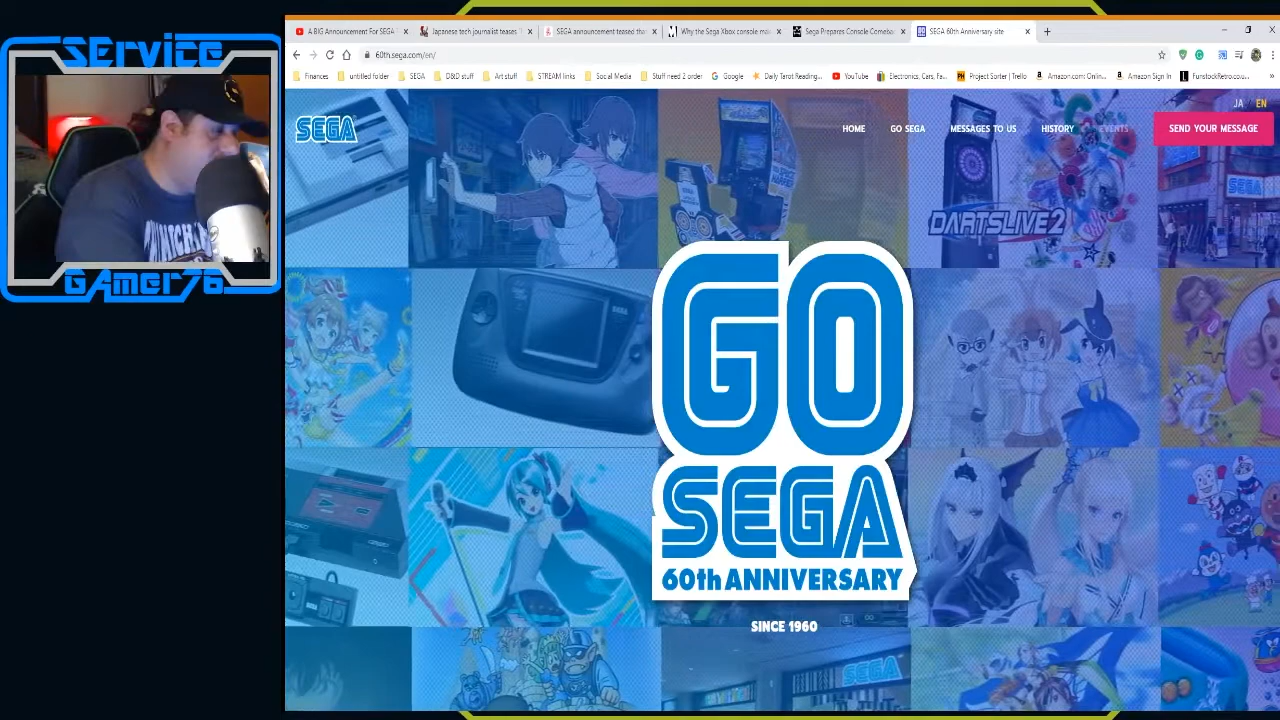 SErvice
GAmer76
A BIG Announcement For SEGA
Japanese tech journalist teases
SEGA announcement teased tha
Why the Sega Xbox console mo
Sega Prepares Console Comeba
SEGA 60th Anniversary site
60th.sega.com/en/
Finances
untitled folder
SEGA
D&D stuff
Art stuff
STREAM links
Social Media
Stuff need 2 order
Google
Daily Tarot Reading...
YouTube
Electronics, Cars, Fa...
Project Sorter | Trello
Amazon.com: Onlin...
Amazon Sign In
FunstockRetro.co.u...
JA / EN
SEGA
HOME
GO SEGA
MESSAGES TO US
HISTORY
EVENTS
SEND YOUR MESSAGE
DARTSLIVE2
SEGA
GO
SEGA
60th ANNIVERSARY
SINCE 1960
SEGA